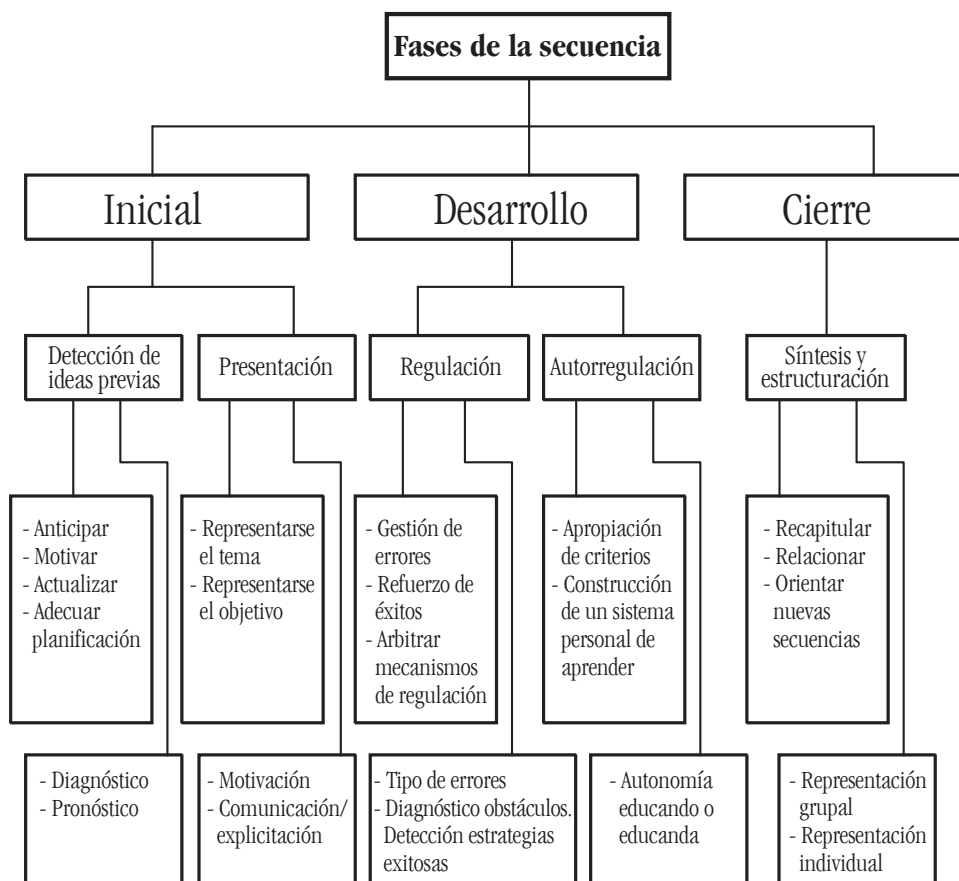 Fases de la secuencia
Inicial
Desarrollo
Cierre
Detección de
ideas previas
Presentación
Regulación
Autorregulación
Síntesis y
estructuración
- Anticipar
- Motivar
- Actualizar
- Adecuar
planificación
- Representarse
el tema
- Representarse
el objetivo
- Gestión de
errores
- Refuerzo de
éxitos
- Arbitrar
mecanismos
de regulación
- Apropiación
de criterios
- Construcción
de un sistema
personal de
aprender
- Recapitular
- Relacionar
- Orientar
nuevas
secuencias
- Diagnóstico
- Pronóstico
- Motivación
- Comunicación/
explicitación
- Tipo de errores
- Diagnóstico obstáculos.
Detección estrategias
exitosas
- Autonomía
educando o
educanda
- Representación
grupal
- Representación
individual